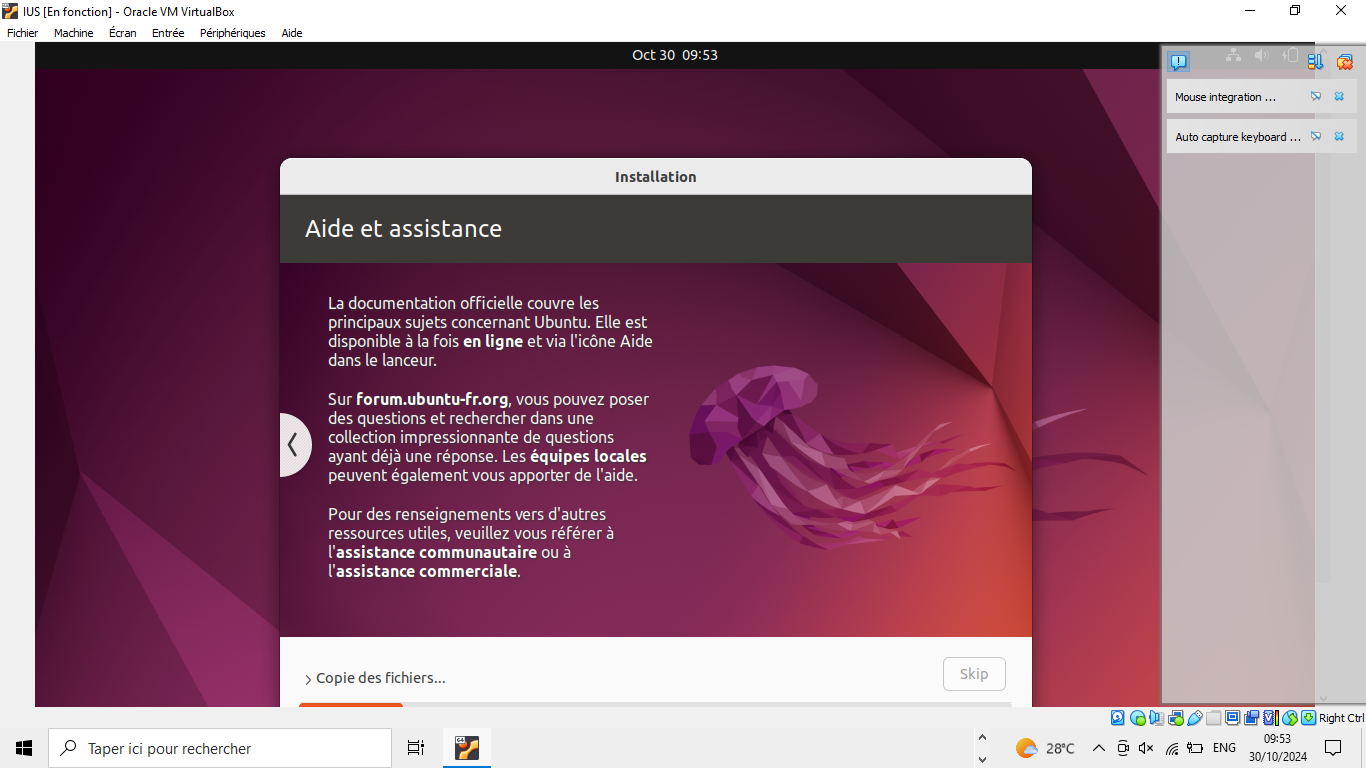 IUS [En fonction] - Oracle VM VirtualBox
Fichier Machine Écran Entrée Périphériques Aide
Oct 30 09:53
Mouse integration ...
Auto capture keyboard ...
Installation
Aide et assistance
La documentation officielle couvre les
principaux sujets concernant Ubuntu. Elle est
disponible à la fois en ligne et via l'icône Aide
dans le lanceur.
Sur forum.ubuntu-fr.org, vous pouvez poser
des questions et rechercher dans une
collection impressionnante de questions
ayant déjà une réponse. Les équipes locales
peuvent également vous apporter de l'aide.
Pour des renseignements vers d'autres
ressources utiles, veuillez vous référer à
l'assistance communautaire ou à
l'assistance commerciale.
Copie des fichiers...
Skip
Right Ctrl
Taper ici pour rechercher
28°C
ENG
09:53
30/10/2024